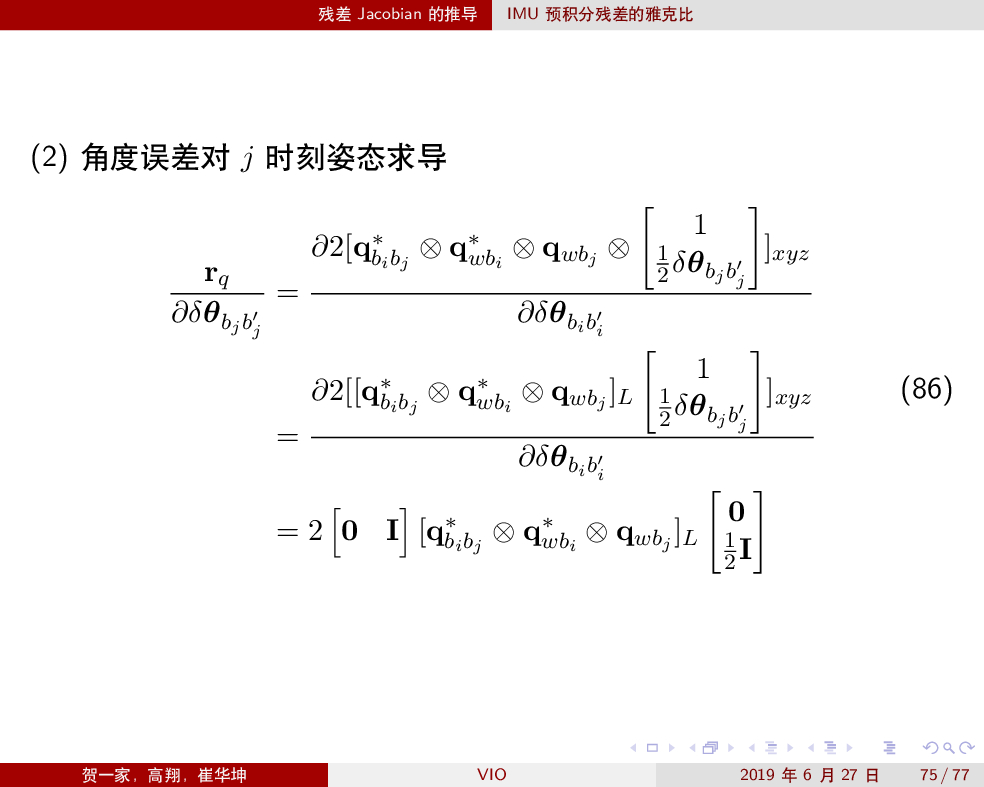 残差 Jacobian 的推导 IMU 预积分残差的雅克比
(2) 角度误差对 j 时刻姿态求导
\frac{\mathbf{r}_q}{\partial \delta \boldsymbol{\theta}_{b_j b_j'}} = \frac{\partial 2[\mathbf{q}^*_{b_i b_j} \otimes \mathbf{q}^*_{w b_i} \otimes \mathbf{q}_{w b_j} \otimes \begin{bmatrix} 1 \\ \frac{1}{2} \delta \boldsymbol{\theta}_{b_j b_j'} \end{bmatrix}]_{xyz}}{\partial \delta \boldsymbol{\theta}_{b_i b_i'}}
= \frac{\partial 2[[\mathbf{q}^*_{b_i b_j} \otimes \mathbf{q}^*_{w b_i} \otimes \mathbf{q}_{w b_j}]_L \begin{bmatrix} 1 \\ \frac{1}{2} \delta \boldsymbol{\theta}_{b_j b_j'} \end{bmatrix}]_{xyz}}{\partial \delta \boldsymbol{\theta}_{b_i b_i'}} (86)
= 2 \begin{bmatrix} \mathbf{0} & \mathbf{I} \end{bmatrix} [\mathbf{q}^*_{b_i b_j} \otimes \mathbf{q}^*_{w b_i} \otimes \mathbf{q}_{w b_j}]_L \begin{bmatrix} \mathbf{0} \\ \frac{1}{2} \mathbf{I} \end{bmatrix}
贺一家, 高翔, 崔华坤 VIO 2019 年 6 月 27 日 75 / 77